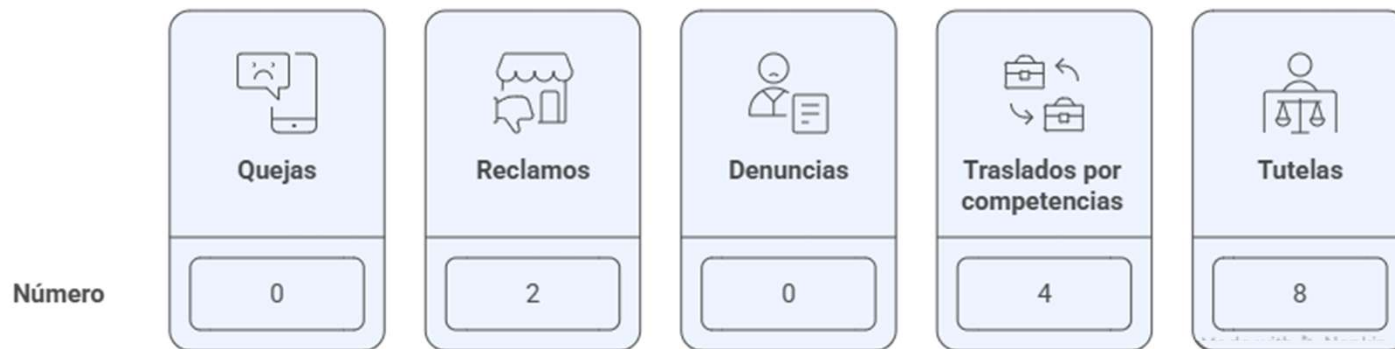 Quejas
Reclamos
Denuncias
Traslados por
competencias
Tutelas
Número
0
2
0
4
8